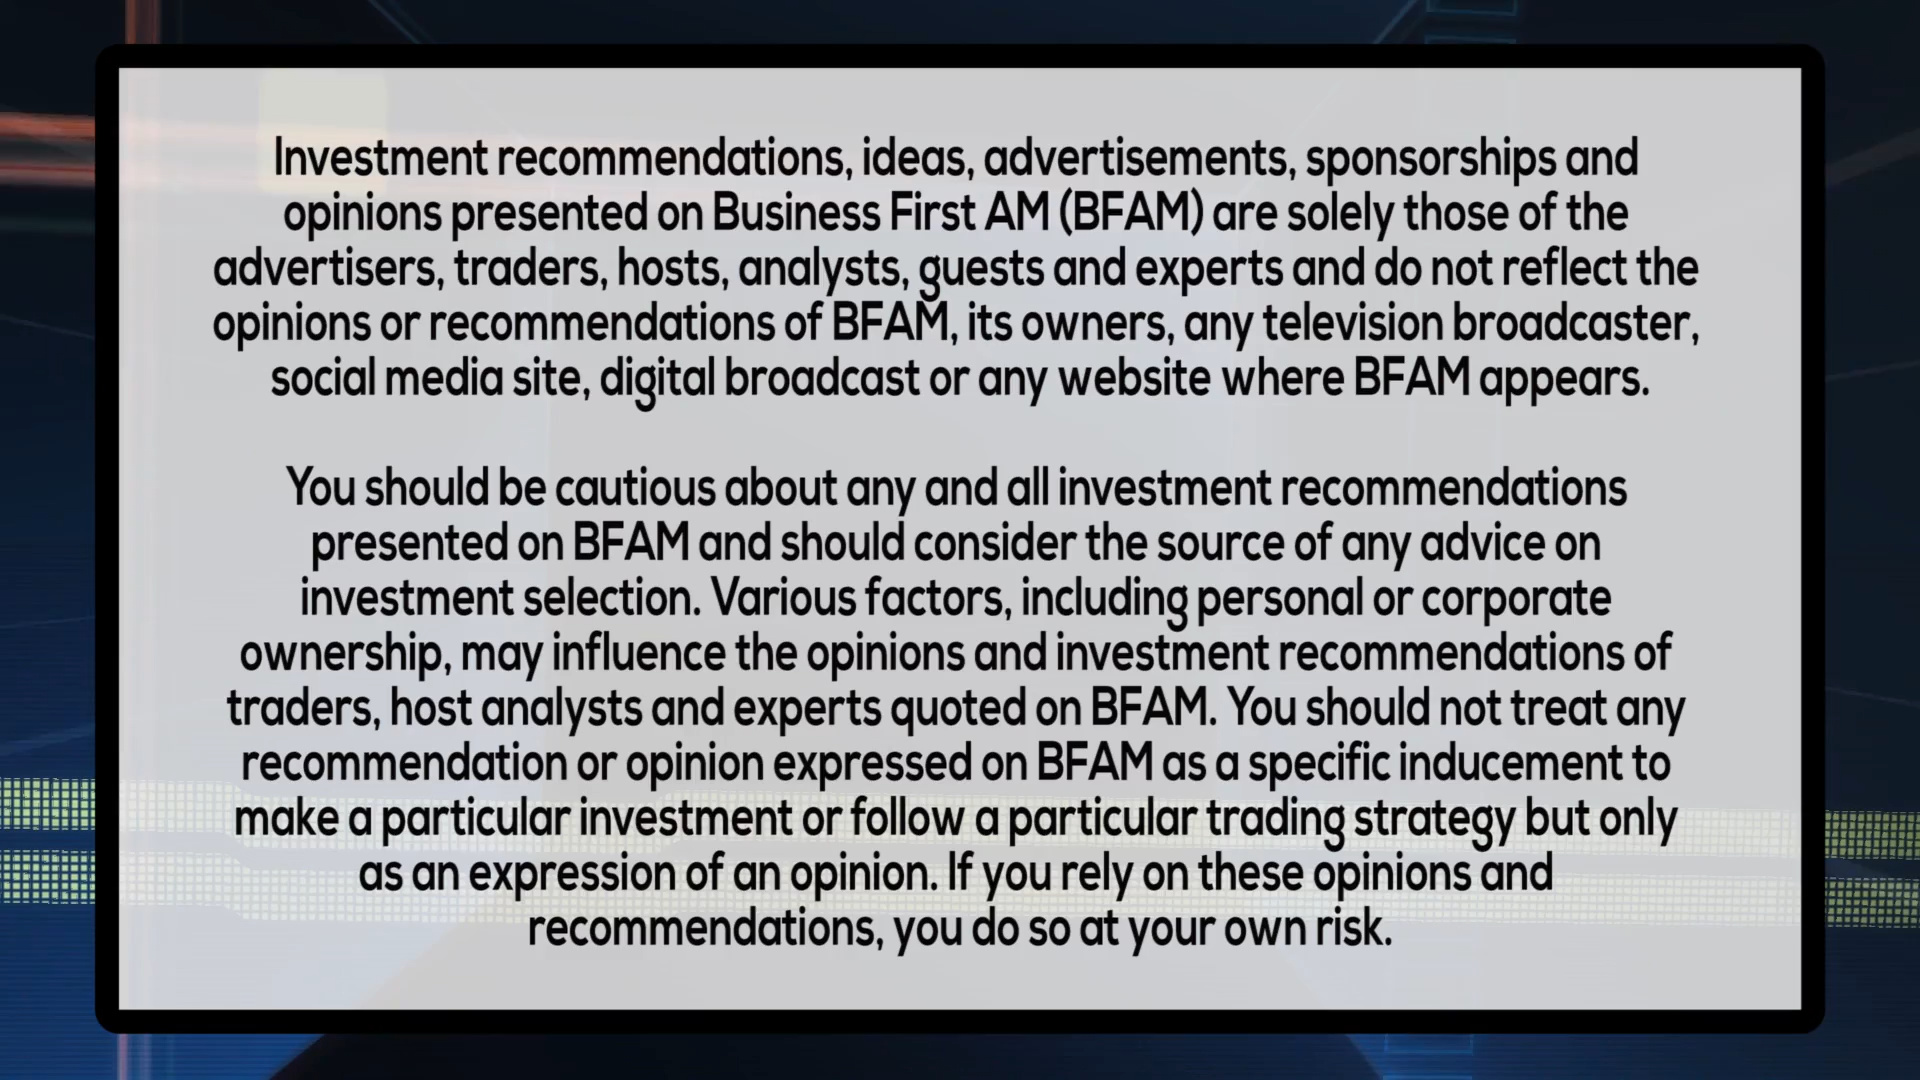 Investment recommendations, ideas, advertisements, sponsorships and
opinions presented on Business First AM (BFAM) are solely those of the
advertisers, traders, hosts, analysts, guests and experts and do not reflect the
opinions or recommendations of BFAM, its owners, any television broadcaster,
social media site, digital broadcast or any website where BFAM appears.
You should be cautious about any and all investment recommendations
presented on BFAM and should consider the source of any advice on
investment selection. Various factors, including personal or corporate
ownership, may influence the opinions and investment recommendations of
traders, host analysts and experts quoted on BFAM. You should not treat any
recommendation or opinion expressed on BFAM as a specific inducement to
make a particular investment or follow a particular trading strategy but only
as an expression of an opinion. If you rely on these opinions and
recommendations, you do so at your own risk.